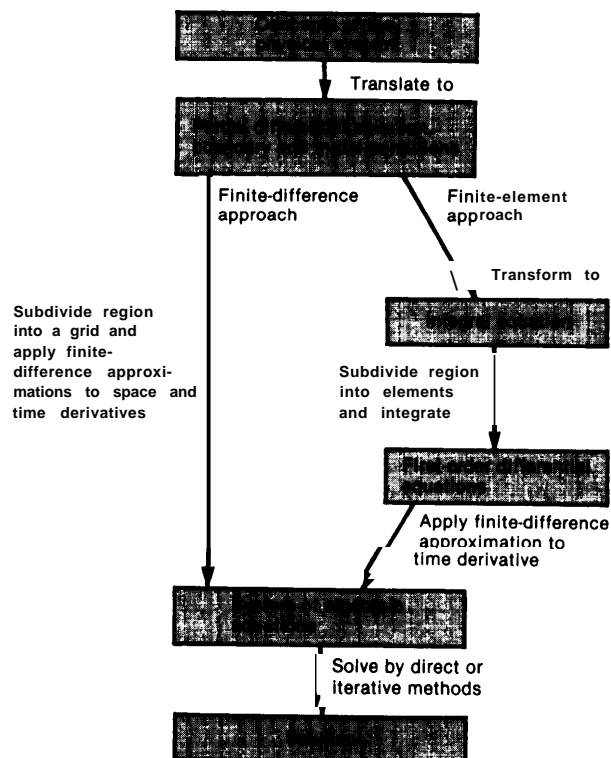 Translate to
Finite-difference
approach
Finite-element
approach
Transform to
Integral equation
Subdivide region
into a grid and
apply finite-
difference approxi-
mations to space and
time derivatives
Subdivide region
into elements
and integrate
First-order differential
equations
Apply finite-difference
approximation to
time derivative
Solve by direct or
iterative methods